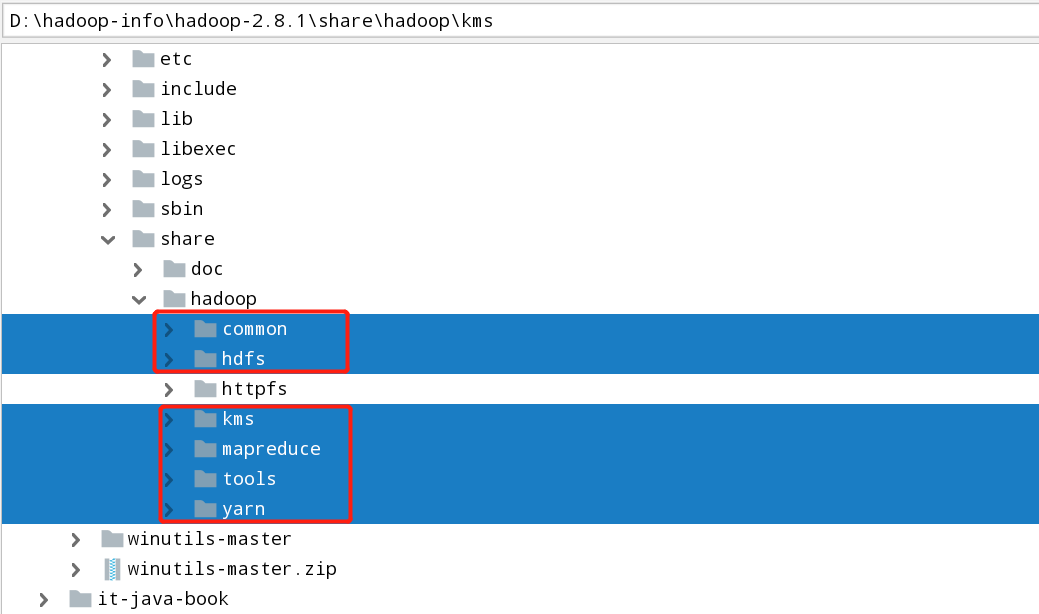 D:\hadoop-info\hadoop-2.8.1\share\hadoop\kms
etc
include
lib
libexec
logs
sbin
share
doc
hadoop
common
hdfs
httpfs
kms
mapreduce
tools
yarn
winutils-master
winutils-master.zip
it-java-book